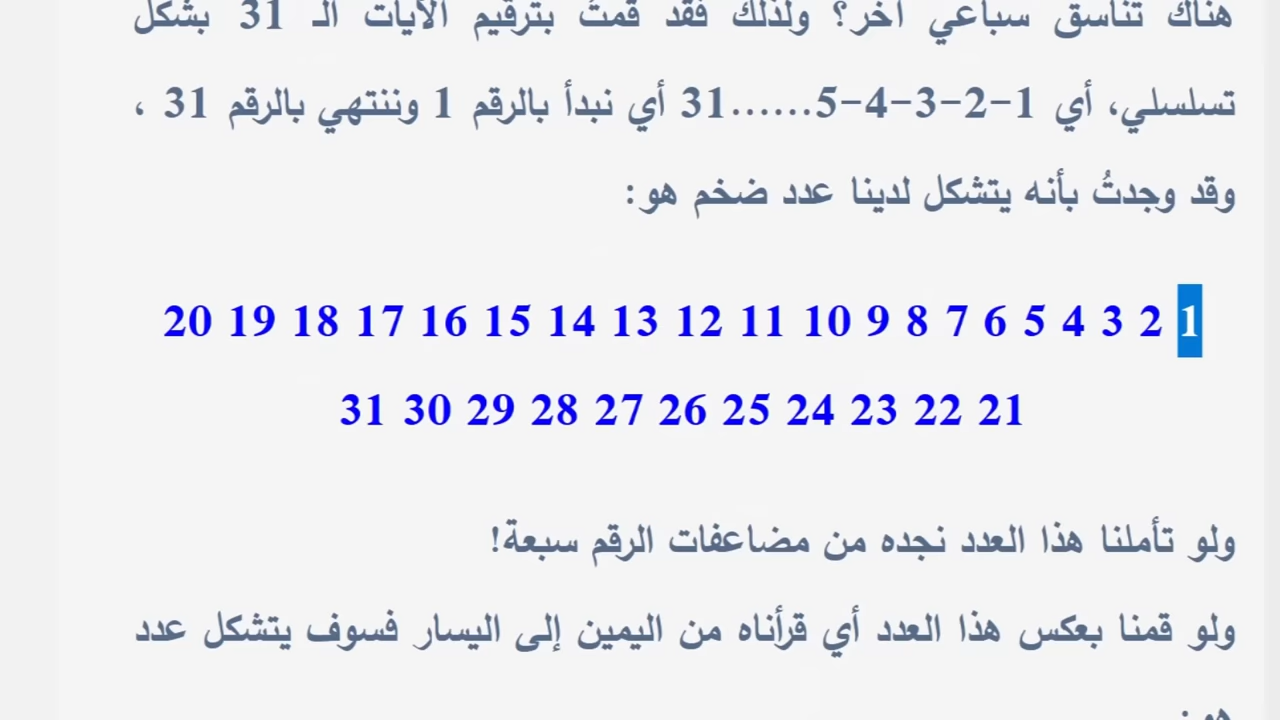 هناك تناسق سباعي آخر؟ ولذلك فقد قمتُ بترقيم الآيات الـ 31 بشكل
تسلسلي، أي 1-2-3-4-5......31 أي نبدأ بالرقم 1 وننتهي بالرقم 31 ،
وقد وجدتُ بأنه يتشكل لدينا عدد ضخم هو:
1 2 3 4 5 6 7 8 9 10 11 12 13 14 15 16 17 18 19 20
21 22 23 24 25 26 27 28 29 30 31
ولو تأملنا هذا العدد نجده من مضاعفات الرقم سبعة!
ولو قمنا بعكس هذا العدد أي قرأناه من اليمين إلى اليسار فسوف يتشكل عدد
هو: